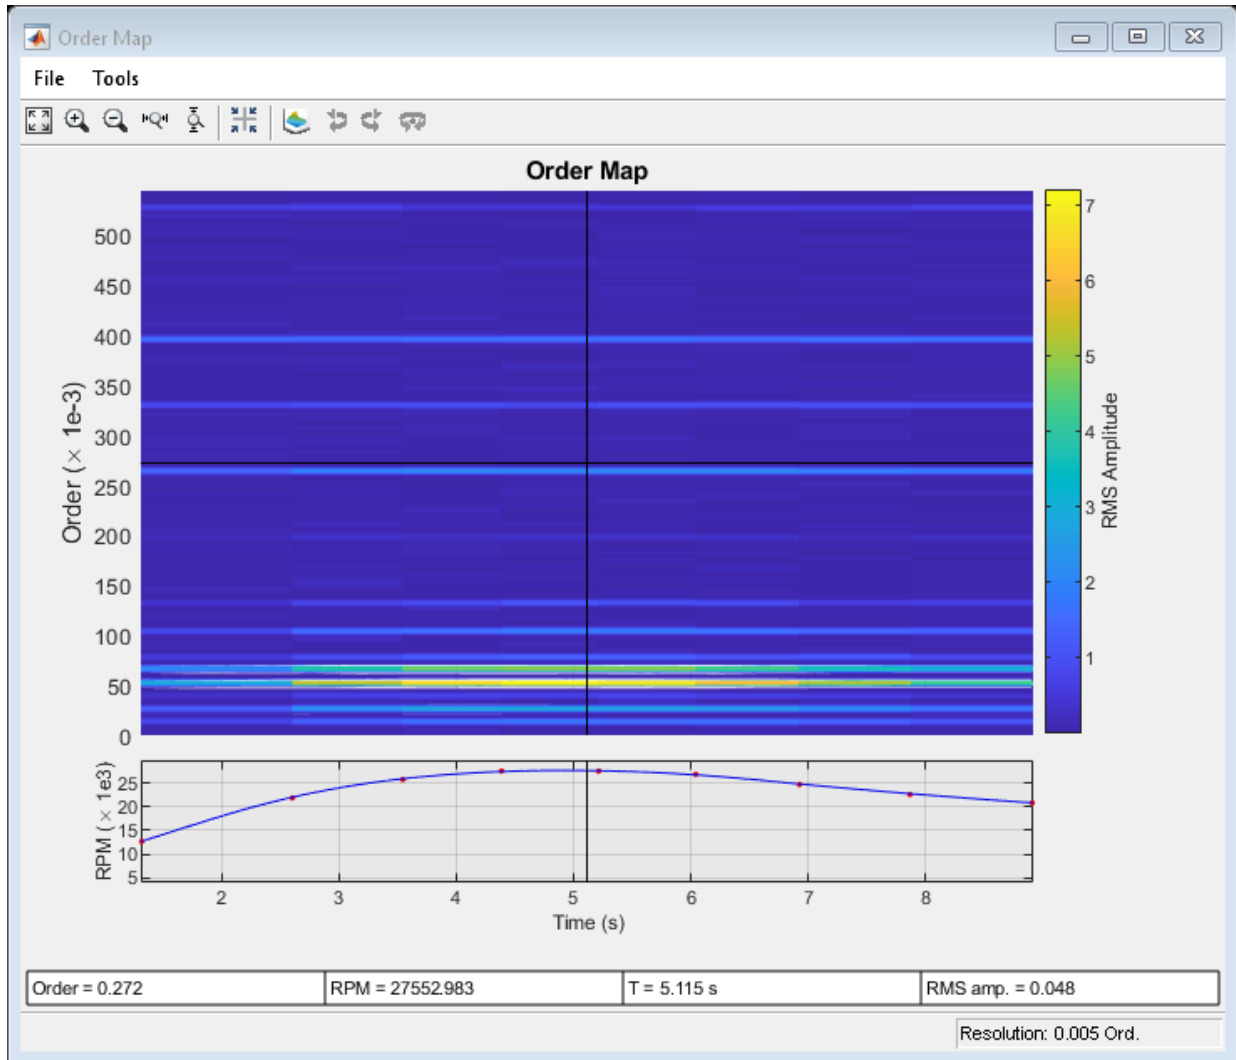 Order Map
File Tools
Order Map
Order (× 1e-3)
500
450
400
350
300
250
200
150
100
50
0
7
6
5
4
3
2
1
RMS Amplitude
RPM (× 1e3)
25
20
15
10
5
2 3 4 5 6 7 8
Time (s)
Order = 0.272 RPM = 27552.983 T = 5.115 s RMS amp. = 0.048
Resolution: 0.005 Ord.